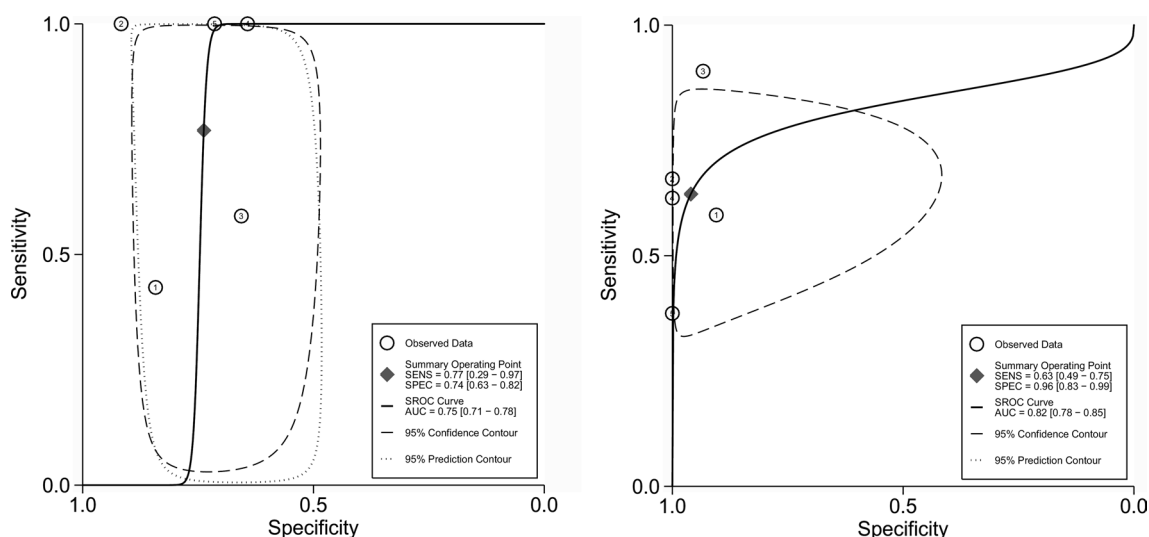 1.0
0.5
0.0
Sensitivity
2
5
3
1
Observed Data
Summary Operating Point
SENS = 0.77 [0.29 − 0.97]
SPEC = 0.74 [0.63 − 0.82]
SROC Curve
AUC = 0.75 [0.71 − 0.78]
95% Confidence Contour
95% Prediction Contour
1.0
0.5
0.0
Specificity
1.0
0.5
0.0
Sensitivity
3
2
4
1
Observed Data
Summary Operating Point
SENS = 0.63 [0.49 − 0.75]
SPEC = 0.96 [0.83 − 0.99]
SROC Curve
AUC = 0.82 [0.78 − 0.85]
95% Confidence Contour
95% Prediction Contour
1.0
0.5
0.0
Specificity